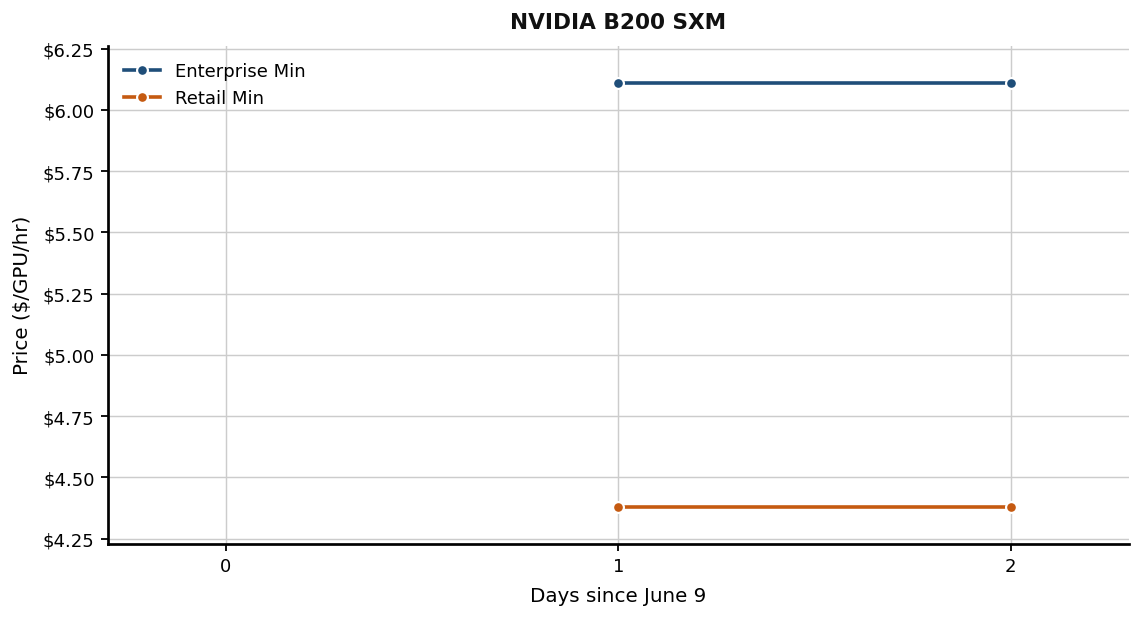 NVIDIA B200 SXM
$6.25
$6.00
$5.75
$5.50
$5.25
$5.00
$4.75
$4.50
$4.25
Price ($/GPU/hr)
Enterprise Min
Retail Min
0 1 2
Days since June 9